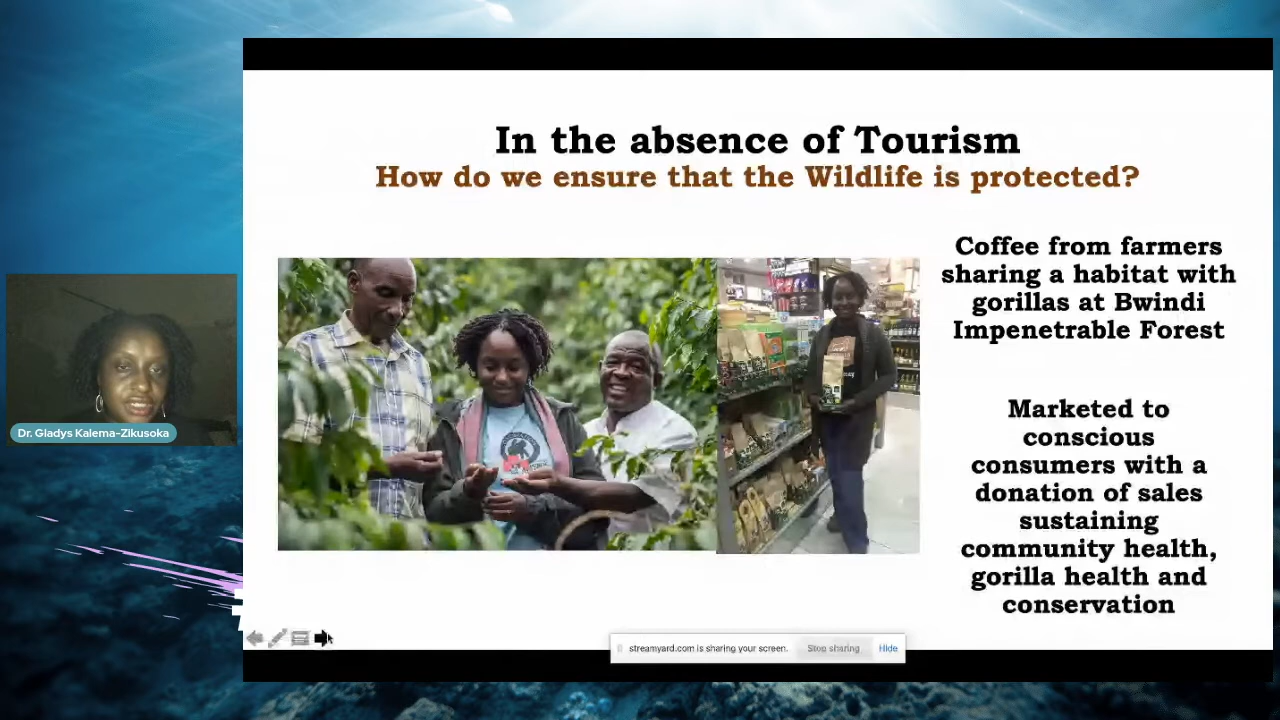 In the absence of Tourism
How do we ensure that the Wildlife is protected?
Coffee from farmers
sharing a habitat with
gorillas at Bwindi
Impenetrable Forest
Marketed to
conscious
consumers with a
donation of sales
sustaining
community health,
gorilla health and
conservation
Dr. Gladys Kalema-Zikusoka
streamyard.com is sharing your screen. Stop sharing Hide